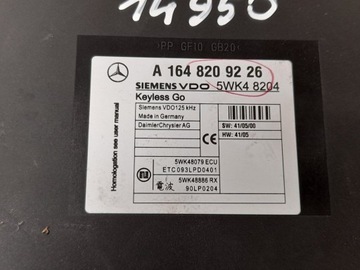 14950
>PP GF10 GB20<
A 164 820 92 26
SIEMENS VDO 5WK4 8204
Keyless Go
Siemens VDO125 kHz
Made in Germany
DaimlerChrysler AG
SW: 41/05/00
HW: 41/05
Homologation see user manual
5WK48079 ECU
ETC093LPD0401
5WK48886 RX
電波 90LP0204